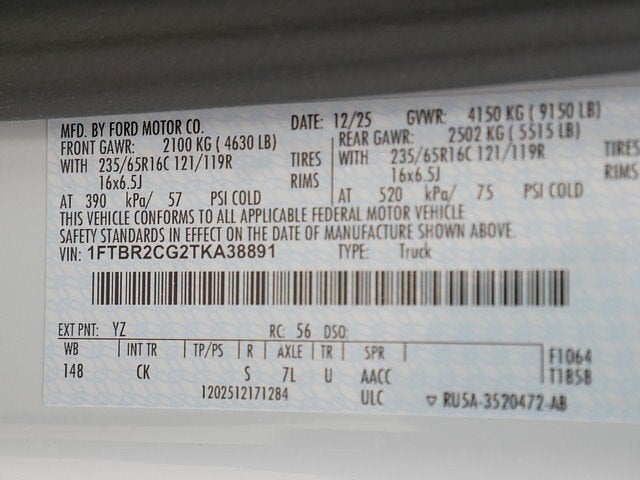 MFD. BY FORD MOTOR CO. DATE: 12/25 GVWR: 4150 KG ( 9150 LB)
FRONT GAWR: 2100 KG ( 4630 LB) REAR GAWR: 2502 KG ( 5515 LB)
WITH 235/65R16C 121/119R TIRES WITH 235/65R16C 121/119R TIRES
16x6.5J RIMS 16x6.5J RIMS
AT 390 kPa/ 57 PSI COLD AT 520 kPa/ 75 PSI COLD
THIS VEHICLE CONFORMS TO ALL APPLICABLE FEDERAL MOTOR VEHICLE
SAFETY STANDARDS IN EFFECT ON THE DATE OF MANUFACTURE SHOWN ABOVE.
VIN: 1FTBR2CG2TKA38891 TYPE: Truck
EXT PNT: YZ RC: 56 DSO:
WB INT TR TP/PS R AXLE TR SPR F1064
148 CK S 7L U AACC T1858
1202512171284 ULC ▽ RU5A-3520472-AB